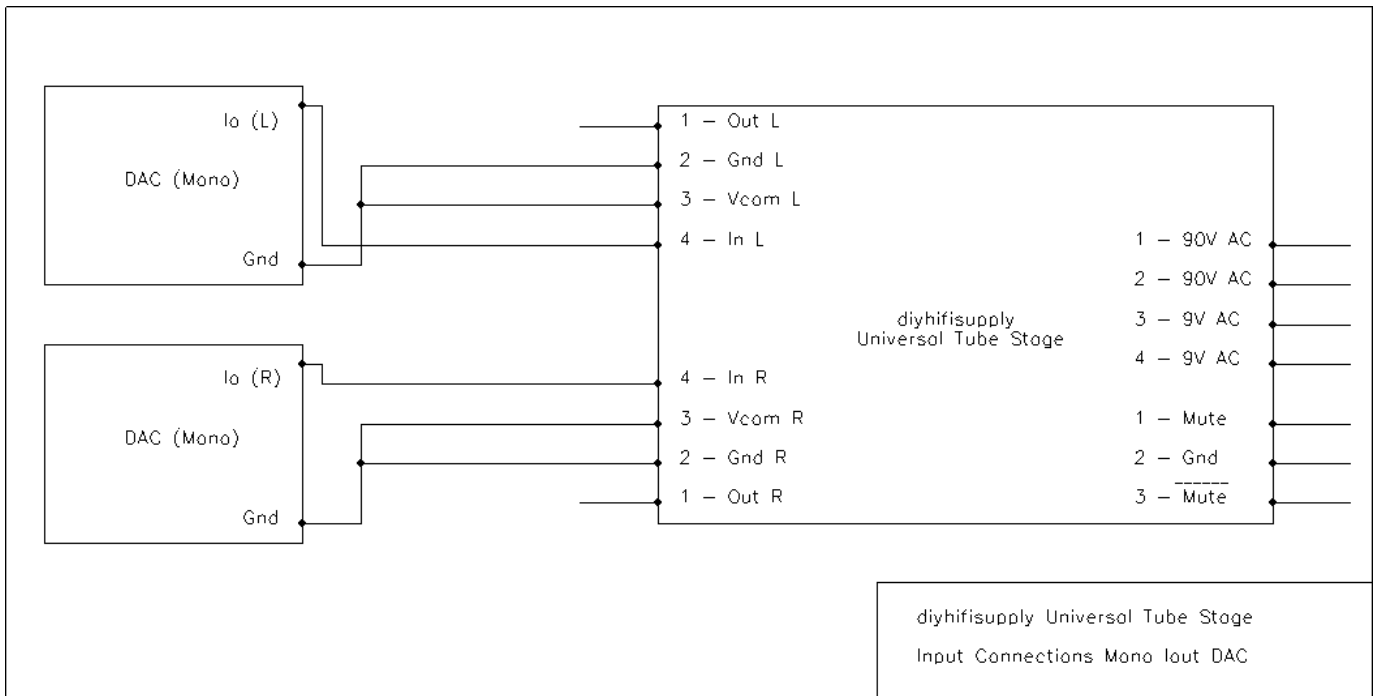 Io (L)
DAC (Mono)
Gnd
Io (R)
DAC (Mono)
Gnd
1 – Out L
2 – Gnd L
3 – Vcom L
4 – In L
4 – In R
3 – Vcom R
2 – Gnd R
1 – Out R
diyhifisupply
Universal Tube Stage
1 – 90V AC
2 – 90V AC
3 – 9V AC
4 – 9V AC
1 – Mute
2 – Gnd
3 – Mute
diyhifisupply Universal Tube Stage
Input Connections Mono Iout DAC